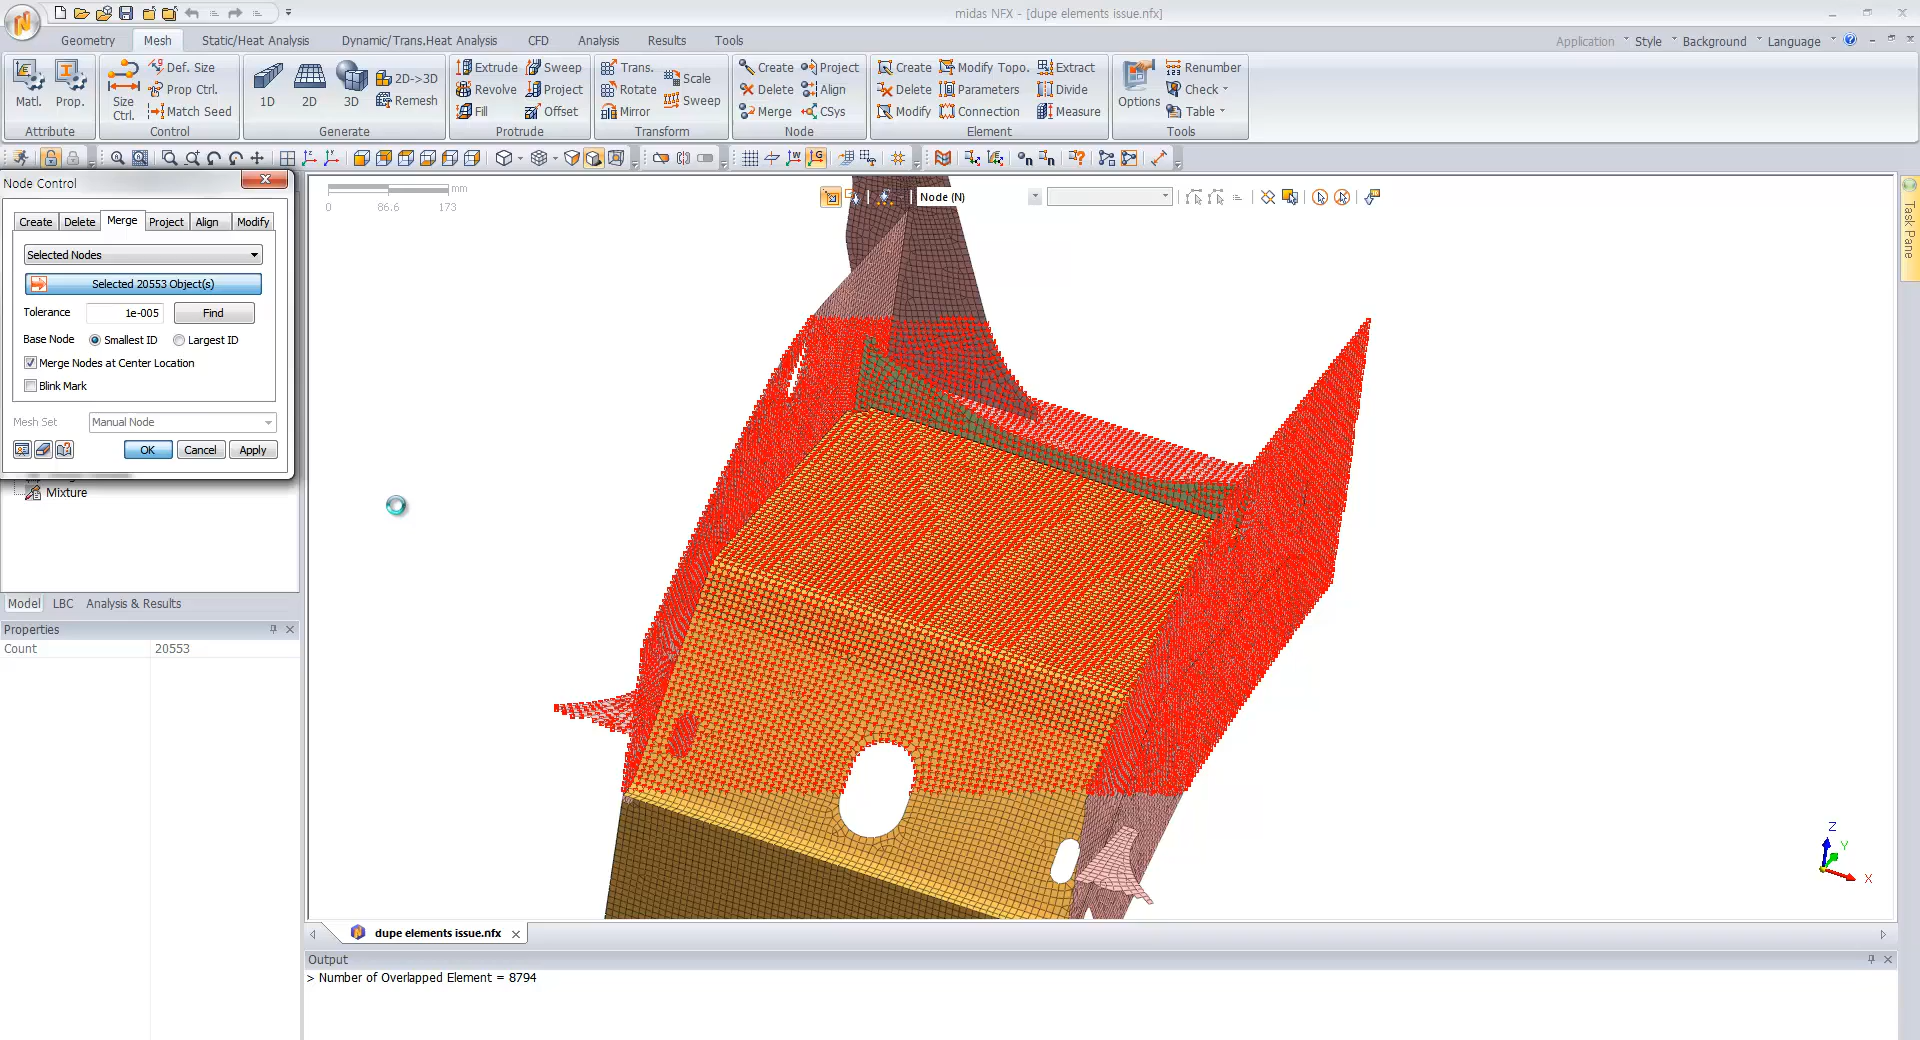 midas NFX - [dupe elements issue.nfx]
Geometry Mesh Static/Heat Analysis Dynamic/Trans.Heat Analysis CFD Analysis Results Tools
Application Style Background Language
Matl. Prop.
Attribute
Size Ctrl.
Def. Size
Prop Ctrl.
Match Seed
Control
1D 2D 3D
2D->3D
Remesh
Generate
Extrude Sweep
Revolve Project
Fill Offset
Protrude
Trans. Scale
Rotate Sweep
Mirror
Transform
Create Project
Delete Align
Merge CSys
Node
Create Modify Topo. Extract
Delete Parameters Divide
Modify Connection Measure
Element
Options
Renumber
Check
Table
Tools
Node Control
Create Delete Merge Project Align Modify
Selected Nodes
Selected 20553 Object(s)
Tolerance 1e-005 Find
Base Node Smallest ID Largest ID
Merge Nodes at Center Location
Blink Mark
Mesh Set Manual Node
OK Cancel Apply
Mixture
Model LBC Analysis & Results
Properties
Count 20553
mm
0 86.6 173
Node (N)
Task Pane
Z
Y
X
dupe elements issue.nfx
Output
> Number of Overlapped Element = 8794